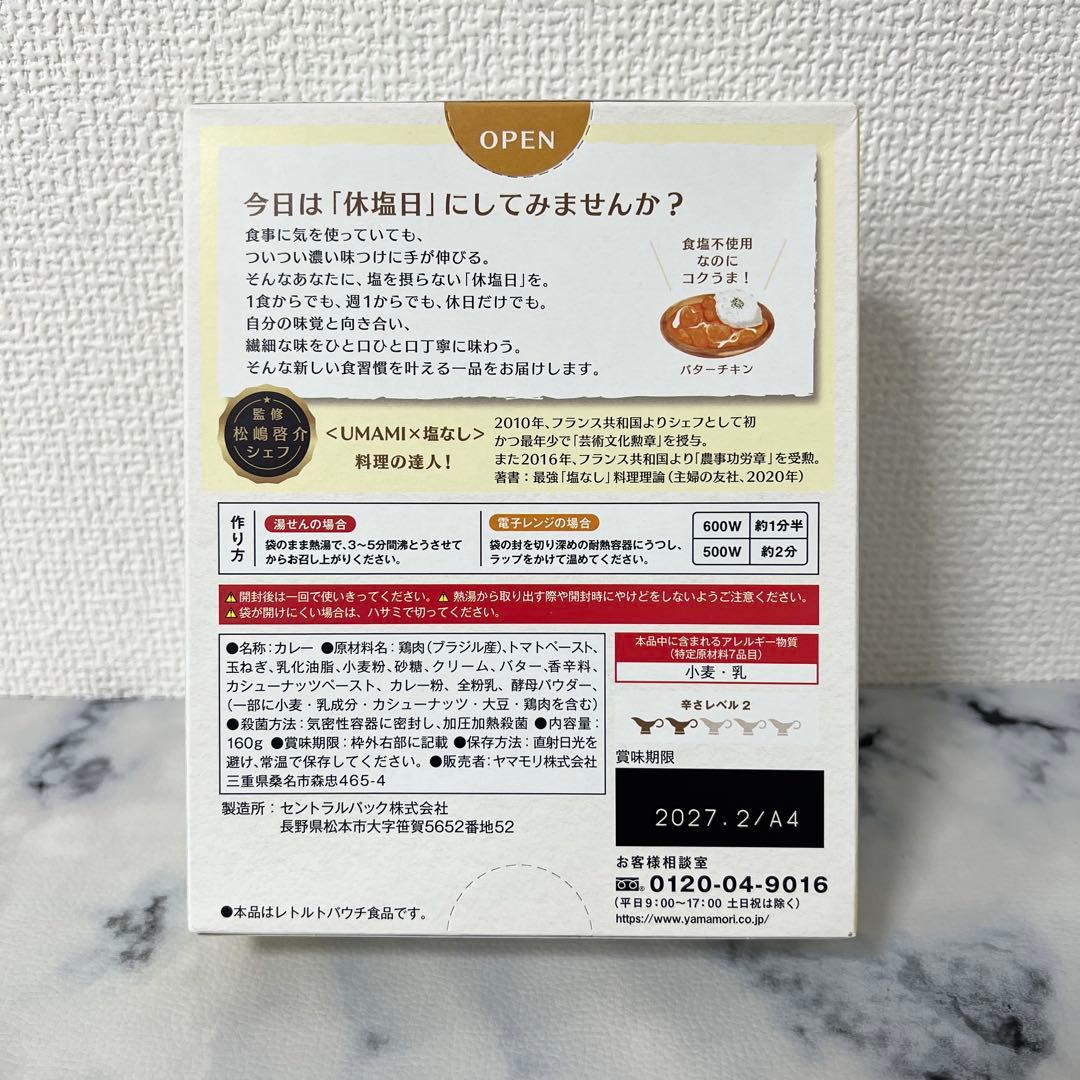 OPEN
今日は「休塩日」にしてみませんか？
食事に気を使っていても、
ついつい濃い味つけに手が伸びる。
そんなあなたに、塩を摂らない「休塩日」を。
1食からでも、週1からでも、休日だけでも。
自分の味覚と向き合い、
繊細な味をひと口ひと口丁寧に味わう。
そんな新しい食習慣を叶える一品をお届けします。
食塩不使用
なのに
コクうま！
バターチキン
監修
松嶋啓介
シェフ
＜UMAMI×塩なし＞
料理の達人！
2010年、フランス共和国よりシェフとして初
かつ最年少で「芸術文化勲章」を授与。
また2016年、フランス共和国より「農事功労章」を受勲。
著書：最強「塩なし」料理理論（主婦の友社、2020年）
作り方
湯せんの場合
袋のまま熱湯で、3〜5分間沸とうさせて
からお召し上がりください。
電子レンジの場合
袋の封を切り深めの耐熱容器にうつし、
ラップをかけて温めてください。
600W 約1分半
500W 約2分
⚠開封後は一回で使いきってください。⚠熱湯から取り出す際や開封時にやけどをしないようご注意ください。
⚠袋が開けにくい場合は、ハサミで切ってください。
●名称：カレー ●原材料名：鶏肉（ブラジル産）、トマトペースト、
玉ねぎ、乳化油脂、小麦粉、砂糖、クリーム、バター、香辛料、
カシューナッツペースト、カレー粉、全粉乳、酵母パウダー、
（一部に小麦・乳成分・カシューナッツ・大豆・鶏肉を含む）
●殺菌方法：気密性容器に密封し、加圧加熱殺菌 ●内容量：
160g ●賞味期限：枠外右部に記載 ●保存方法：直射日光を
避け、常温で保存してください。●販売者：ヤマモリ株式会社
三重県桑名市森忠465-4
製造所：セントラルパック株式会社
長野県松本市大字笹賀5652番地52
●本品はレトルトパウチ食品です。
本品中に含まれるアレルギー物質
（特定原材料7品目）
小麦・乳
辛さレベル 2
賞味期限
2027.2/A4
お客様相談室
0120-04-9016
（平日9：00〜17：00 土日祝は除く）
https://www.yamamori.co.jp/